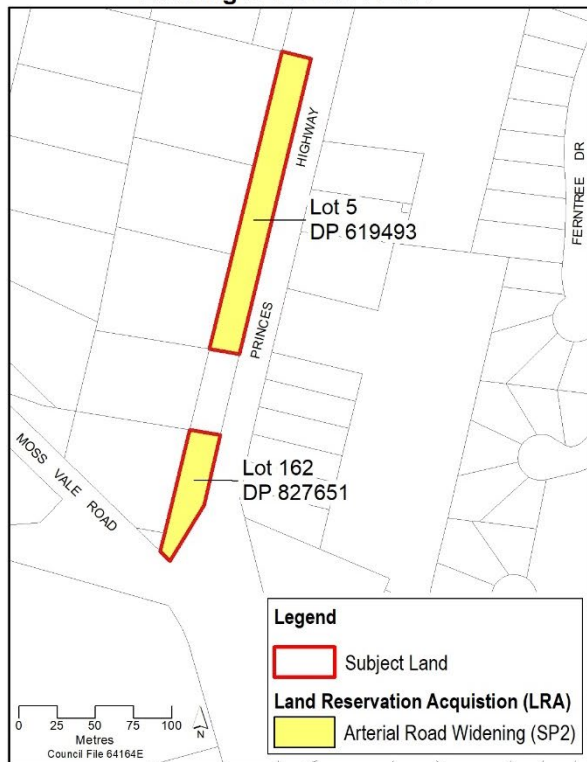 HIGHWAY
FERNTREE DR
Lot 5
DP 619493
PRINCES
MOSS VALE ROAD
Lot 162
DP 827651
Legend
Subject Land
Land Reservation Acquistion (LRA)
Arterial Road Widening (SP2)
0 25 50 75 100
N
Metres
Council File 64164E